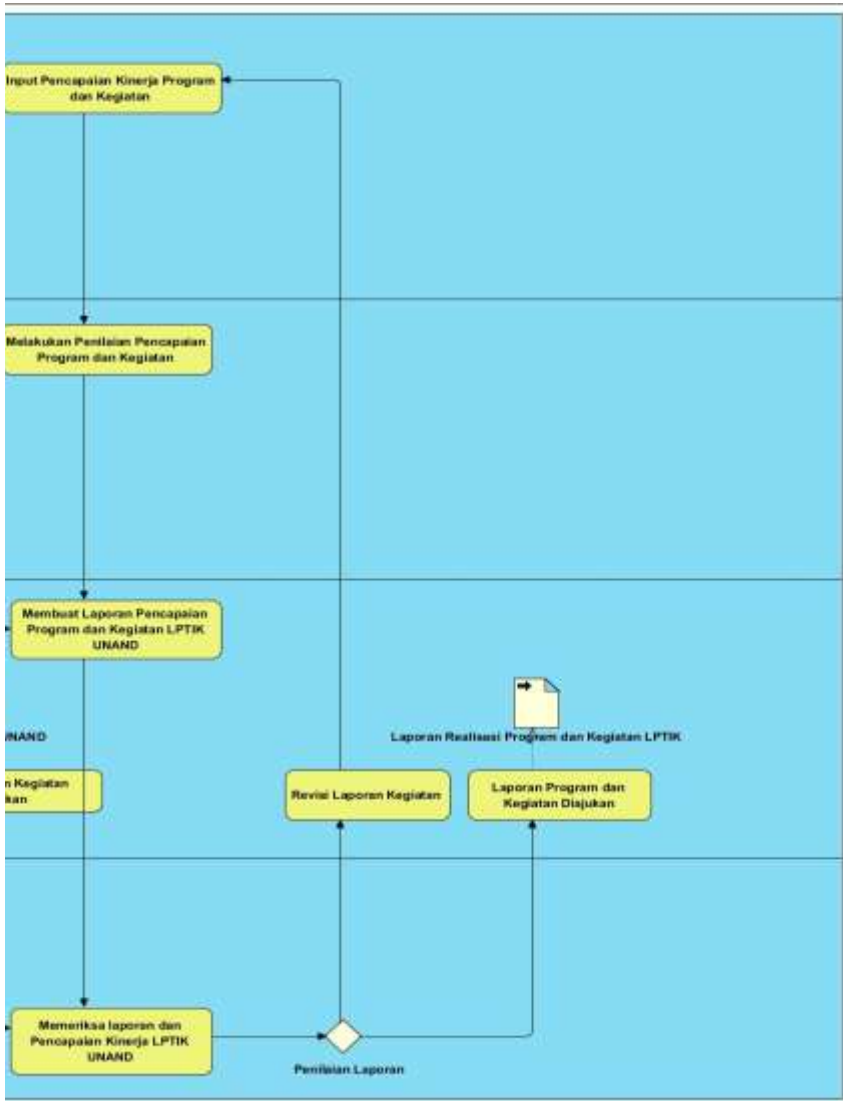 Input Pencapaian Kinerja Program
dan Kegiatan
Melakukan Penilaian Pencapaian
Program dan Kegiatan
Membuat Laporan Pencapaian
Program dan Kegiatan LPTIK
UNAND
UNAND
Laporan Realisasi Program dan Kegiatan LPTIK
n Kegiatan
kan
Revisi Laporan Kegiatan
Laporan Program dan
Kegiatan Diajukan
Memeriksa laporan dan
Pencapaian Kinerja LPTIK
UNAND
Penilaian Laporan